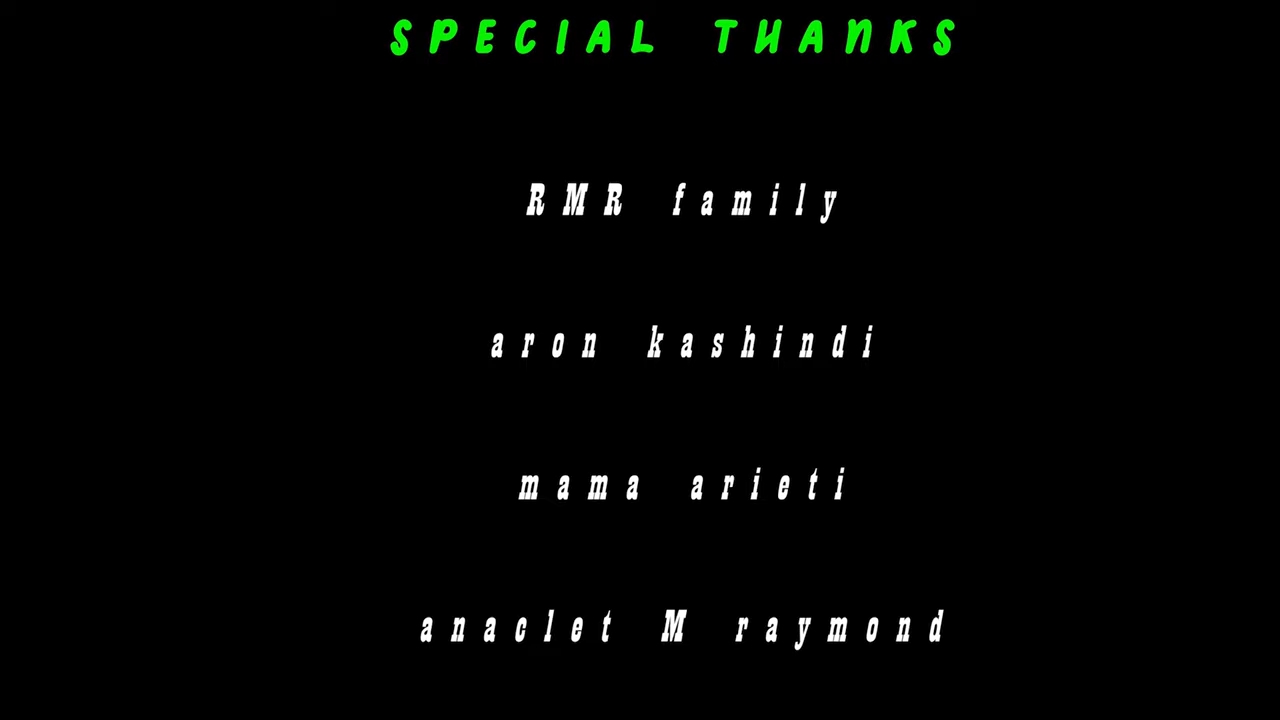 SPECIAL THANKS
RMR family
aron kashindi
mama arieti
anaclet M raymond